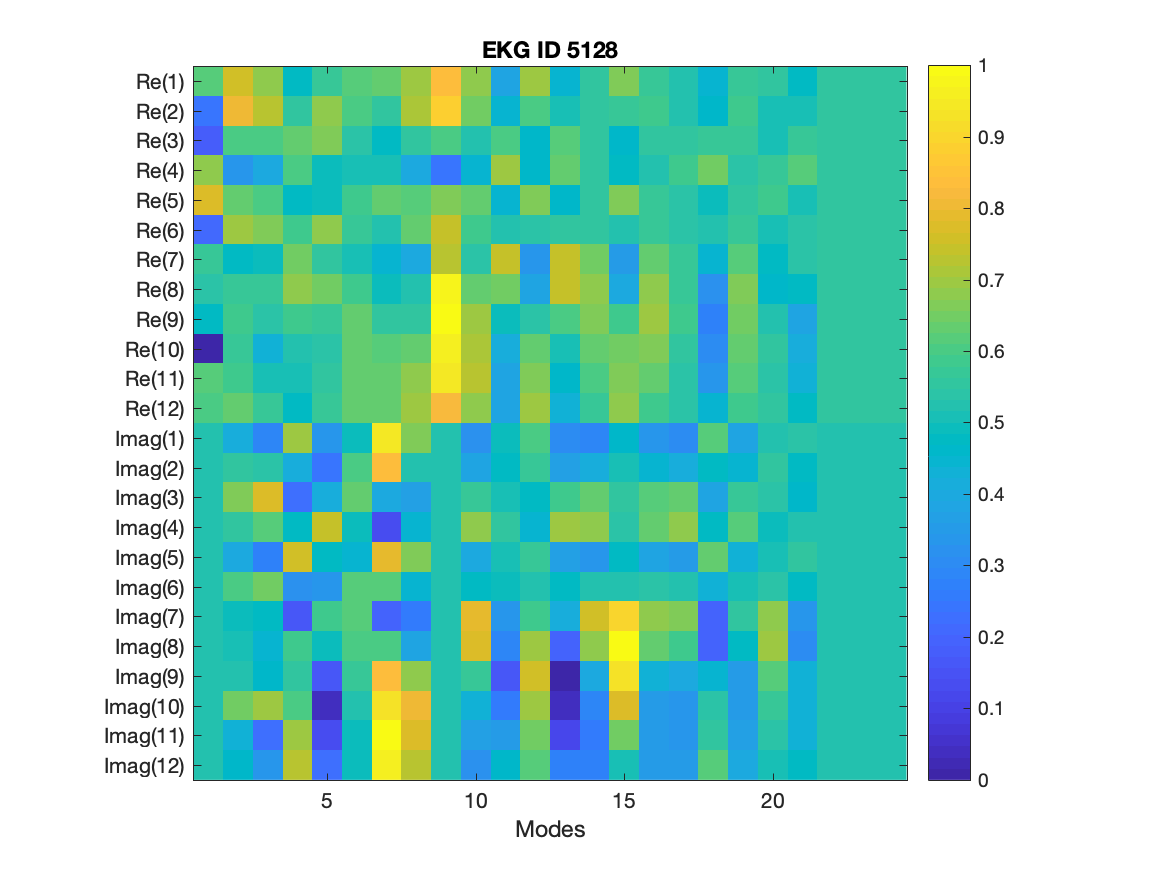 EKG ID 5128
Re(1)
Re(2)
Re(3)
Re(4)
Re(5)
Re(6)
Re(7)
Re(8)
Re(9)
Re(10)
Re(11)
Re(12)
Imag(1)
Imag(2)
Imag(3)
Imag(4)
Imag(5)
Imag(6)
Imag(7)
Imag(8)
Imag(9)
Imag(10)
Imag(11)
Imag(12)
5 10 15 20
Modes
1
0.9
0.8
0.7
0.6
0.5
0.4
0.3
0.2
0.1
0